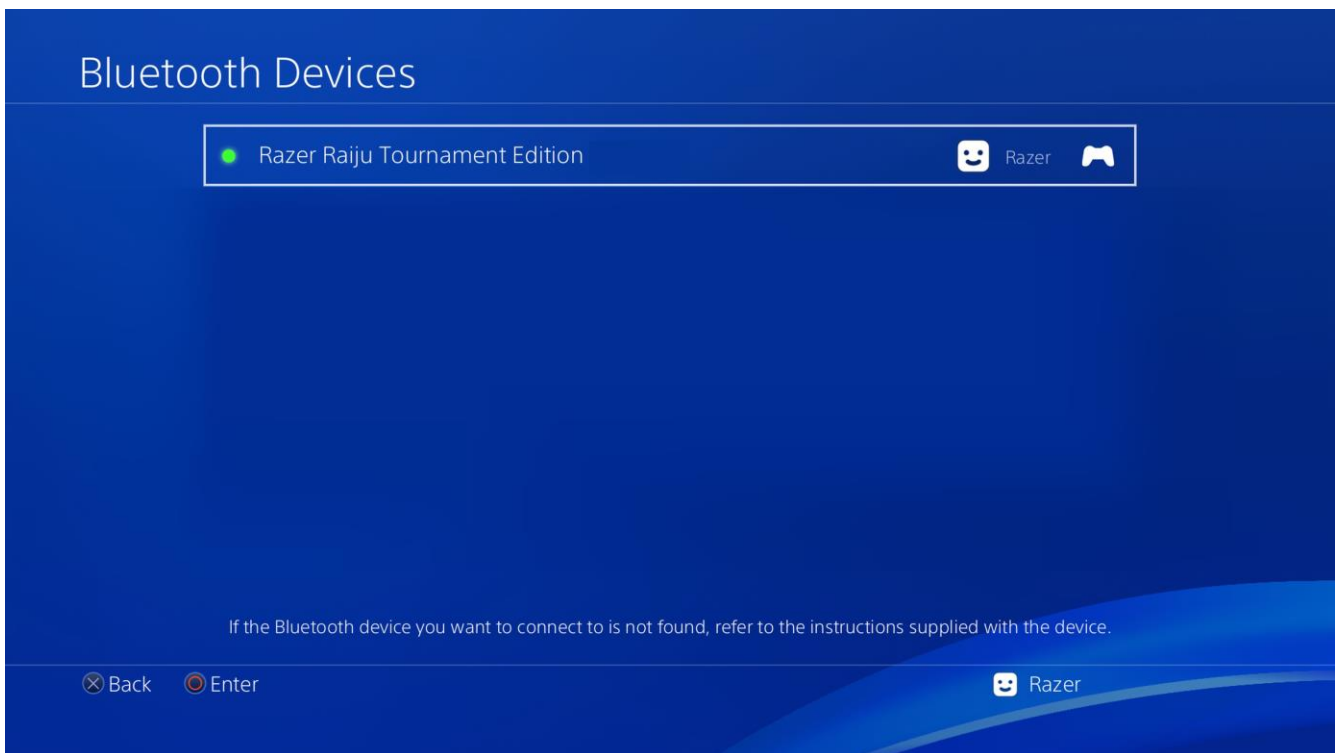 Bluetooth Devices
Razer Raiju Tournament Edition Razer
If the Bluetooth device you want to connect to is not found, refer to the instructions supplied with the device.
Back Enter Razer